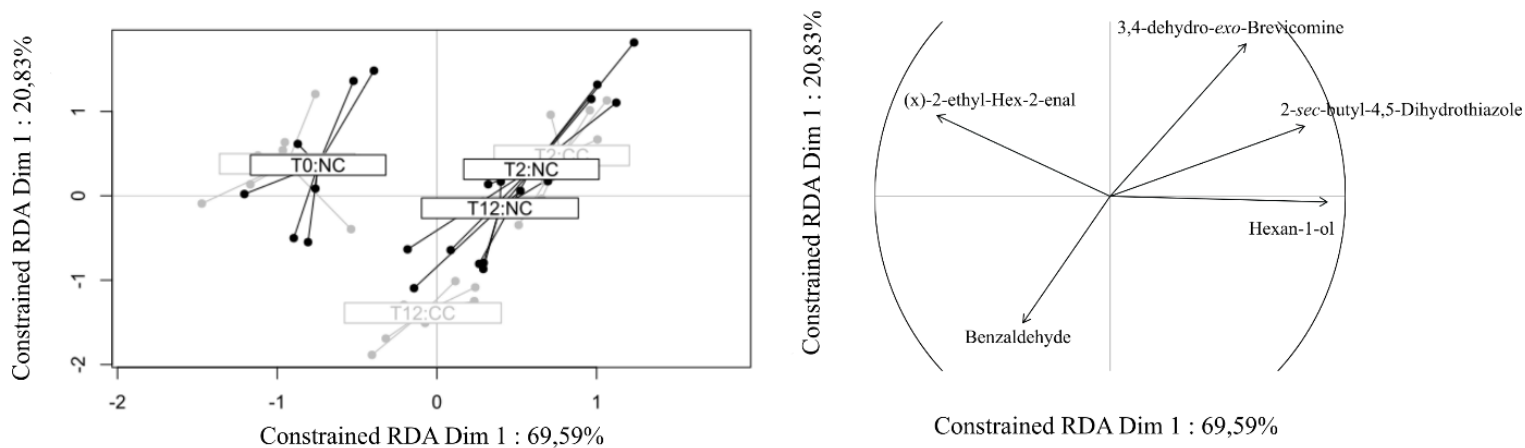 Constrained RDA Dim 1 : 20,83%
1
0
-1
-2
T0:NC
T2:CC
T2:NC
T12:NC
T12:CC
-2
-1
0
1
Constrained RDA Dim 1 : 69,59%
Constrained RDA Dim 1 : 20,83%
3,4-dehydro-exo-Brevicomine
(x)-2-ethyl-Hex-2-enal
2-sec-butyl-4,5-Dihydrothiazole
Hexan-1-ol
Benzaldehyde
Constrained RDA Dim 1 : 69,59%